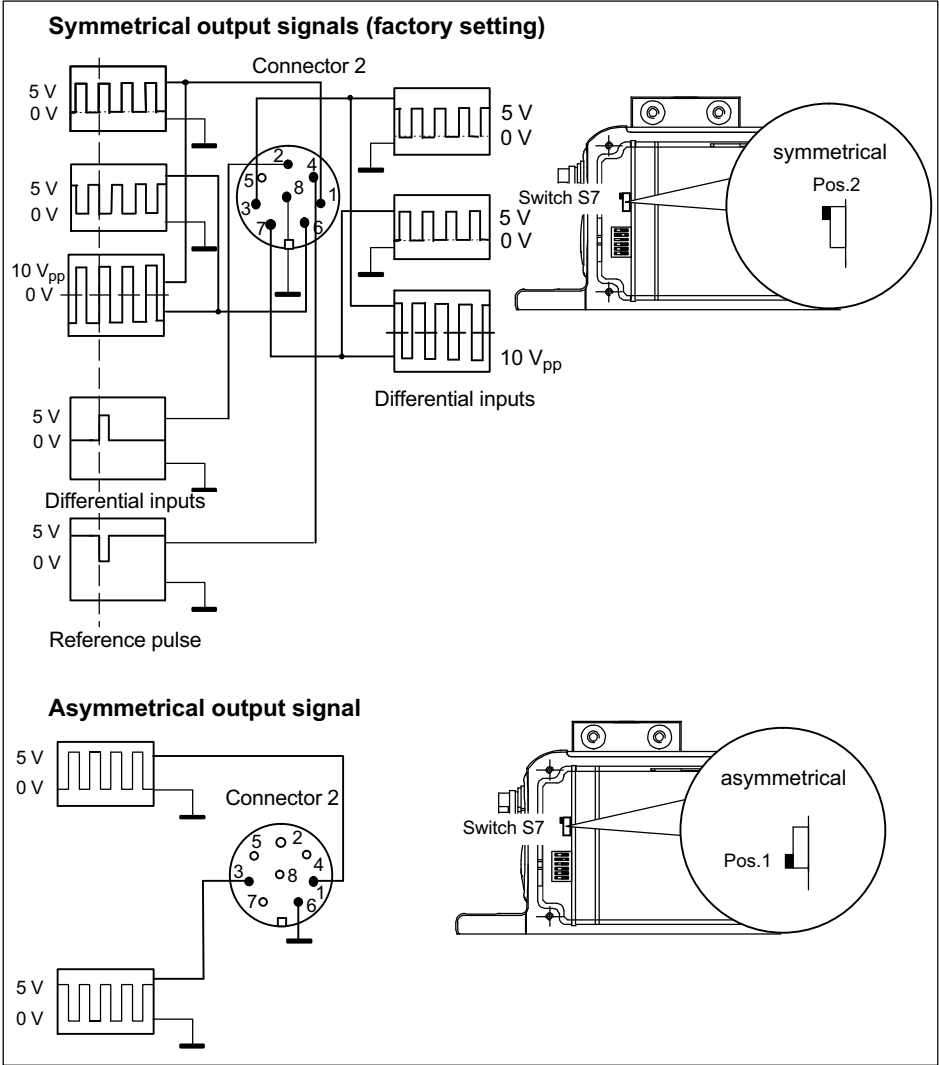 Symmetrical output signals (factory setting)
Connector 2
5 V
0 V
5 V
0 V
10 Vpp
0 V
5 V
0 V
Differential inputs
5 V
0 V
Reference pulse
2
4
5
8
3
1
7
6
5 V
0 V
5 V
0 V
10 Vpp
Differential inputs
Switch S7
symmetrical
Pos.2
Asymmetrical output signal
5 V
0 V
Connector 2
5
2
3
8
4
1
7
6
5 V
0 V
Switch S7
asymmetrical
Pos.1